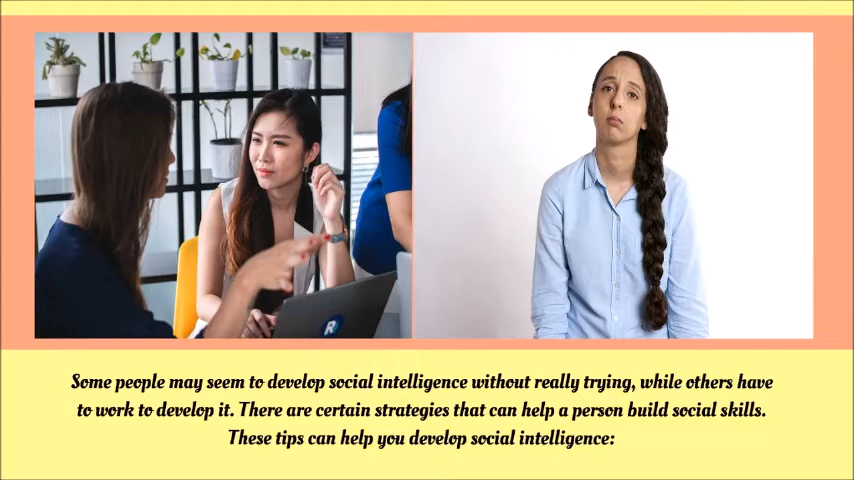 Some people may seem to develop social intelligence without really trying, while others have
to work to develop it. There are certain strategies that can help a person build social skills.
These tips can help you develop social intelligence:
R